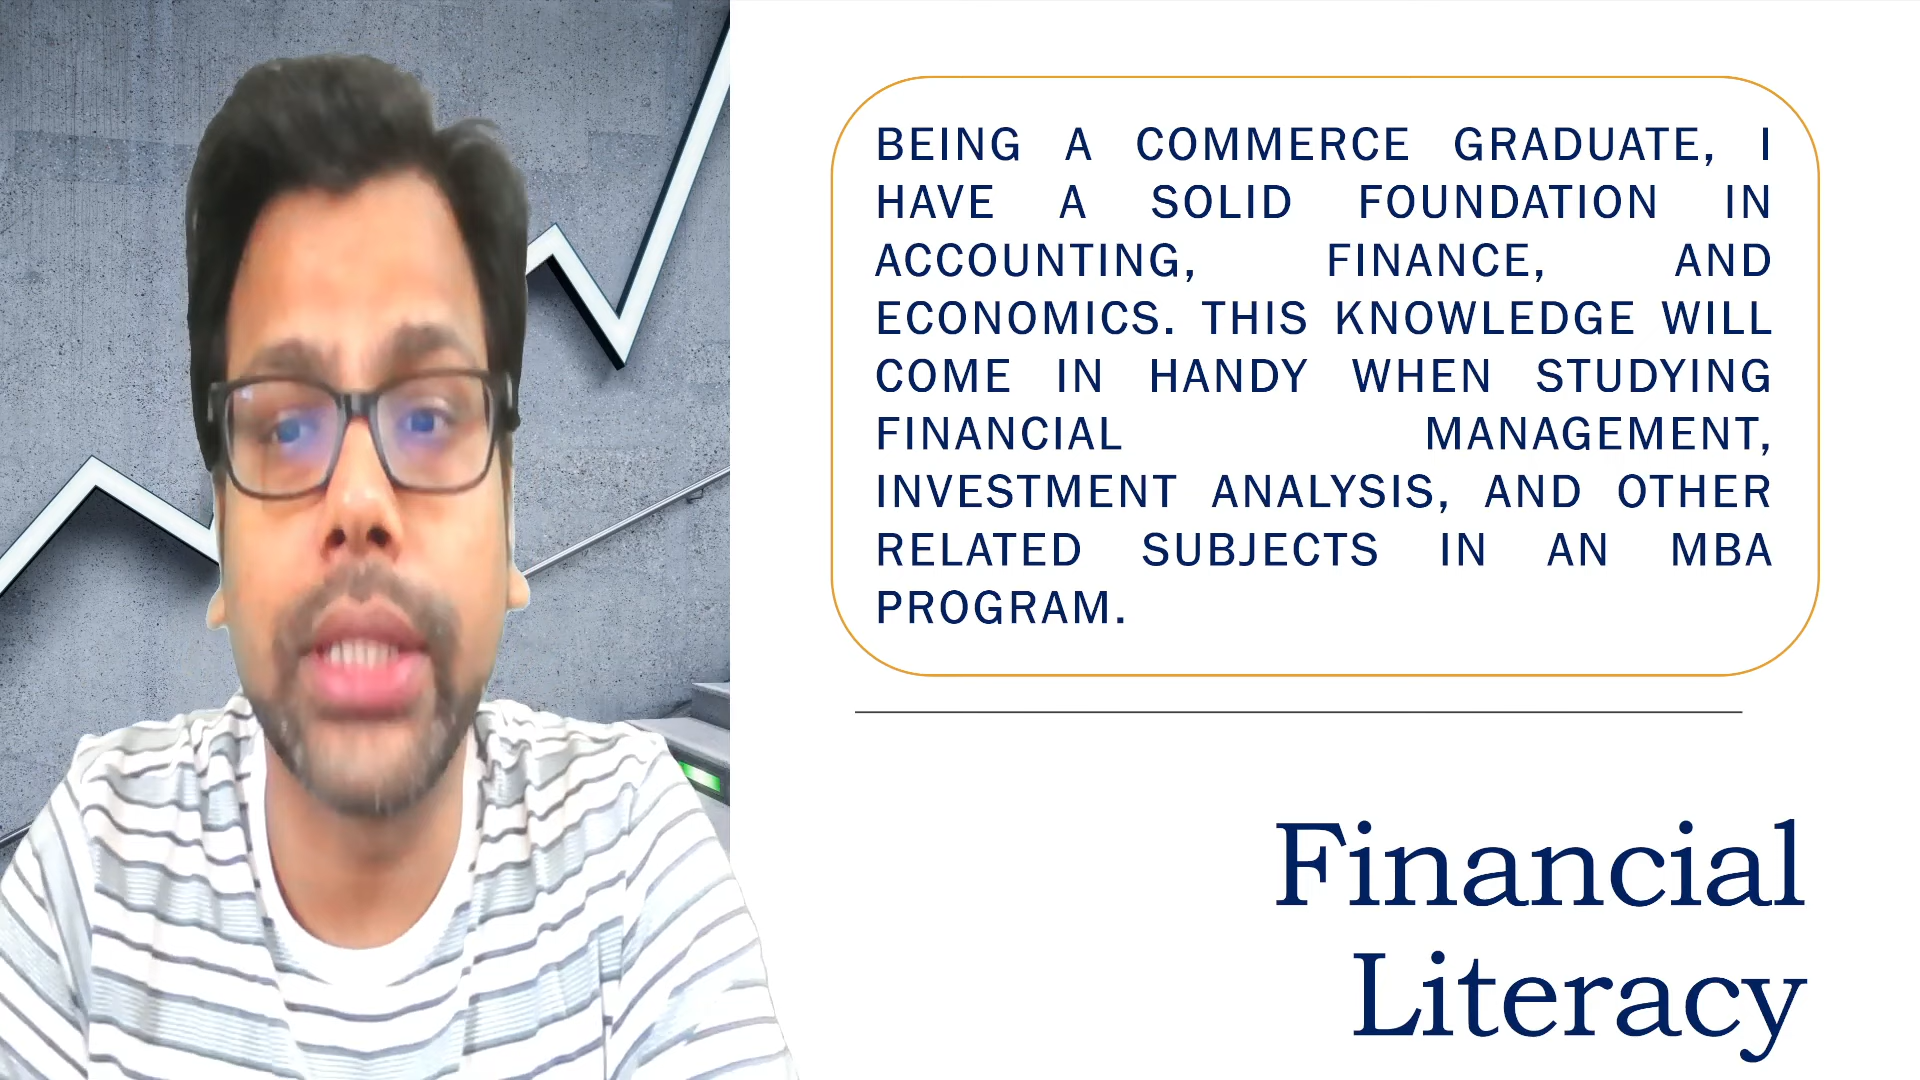 BEING A COMMERCE GRADUATE, I
HAVE A SOLID FOUNDATION IN
ACCOUNTING, FINANCE, AND
ECONOMICS. THIS KNOWLEDGE WILL
COME IN HANDY WHEN STUDYING
FINANCIAL MANAGEMENT,
INVESTMENT ANALYSIS, AND OTHER
RELATED SUBJECTS IN AN MBA
PROGRAM.
Financial
Literacy